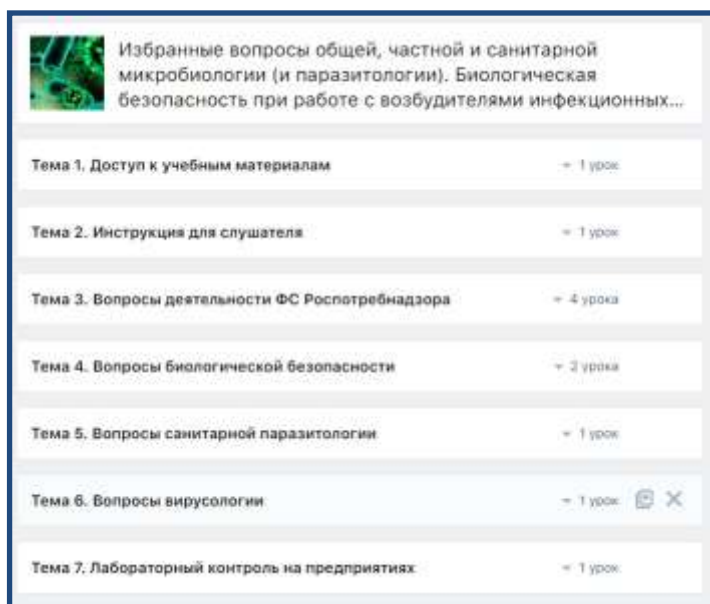 Избранные вопросы общей, частной и санитарной
микробиологии (и паразитологии). Биологическая
безопасность при работе с возбудителями инфекционных...
Тема 1. Доступ к учебным материалам 1 урок
Тема 2. Инструкция для слушателя 1 урок
Тема 3. Вопросы деятельности ФС Роспотребнадзора 4 урока
Тема 4. Вопросы биологической безопасности 2 урока
Тема 5. Вопросы санитарной паразитологии 1 урок
Тема 6. Вопросы вирусологии 1 урок
Тема 7. Лабораторный контроль на предприятиях 1 урок